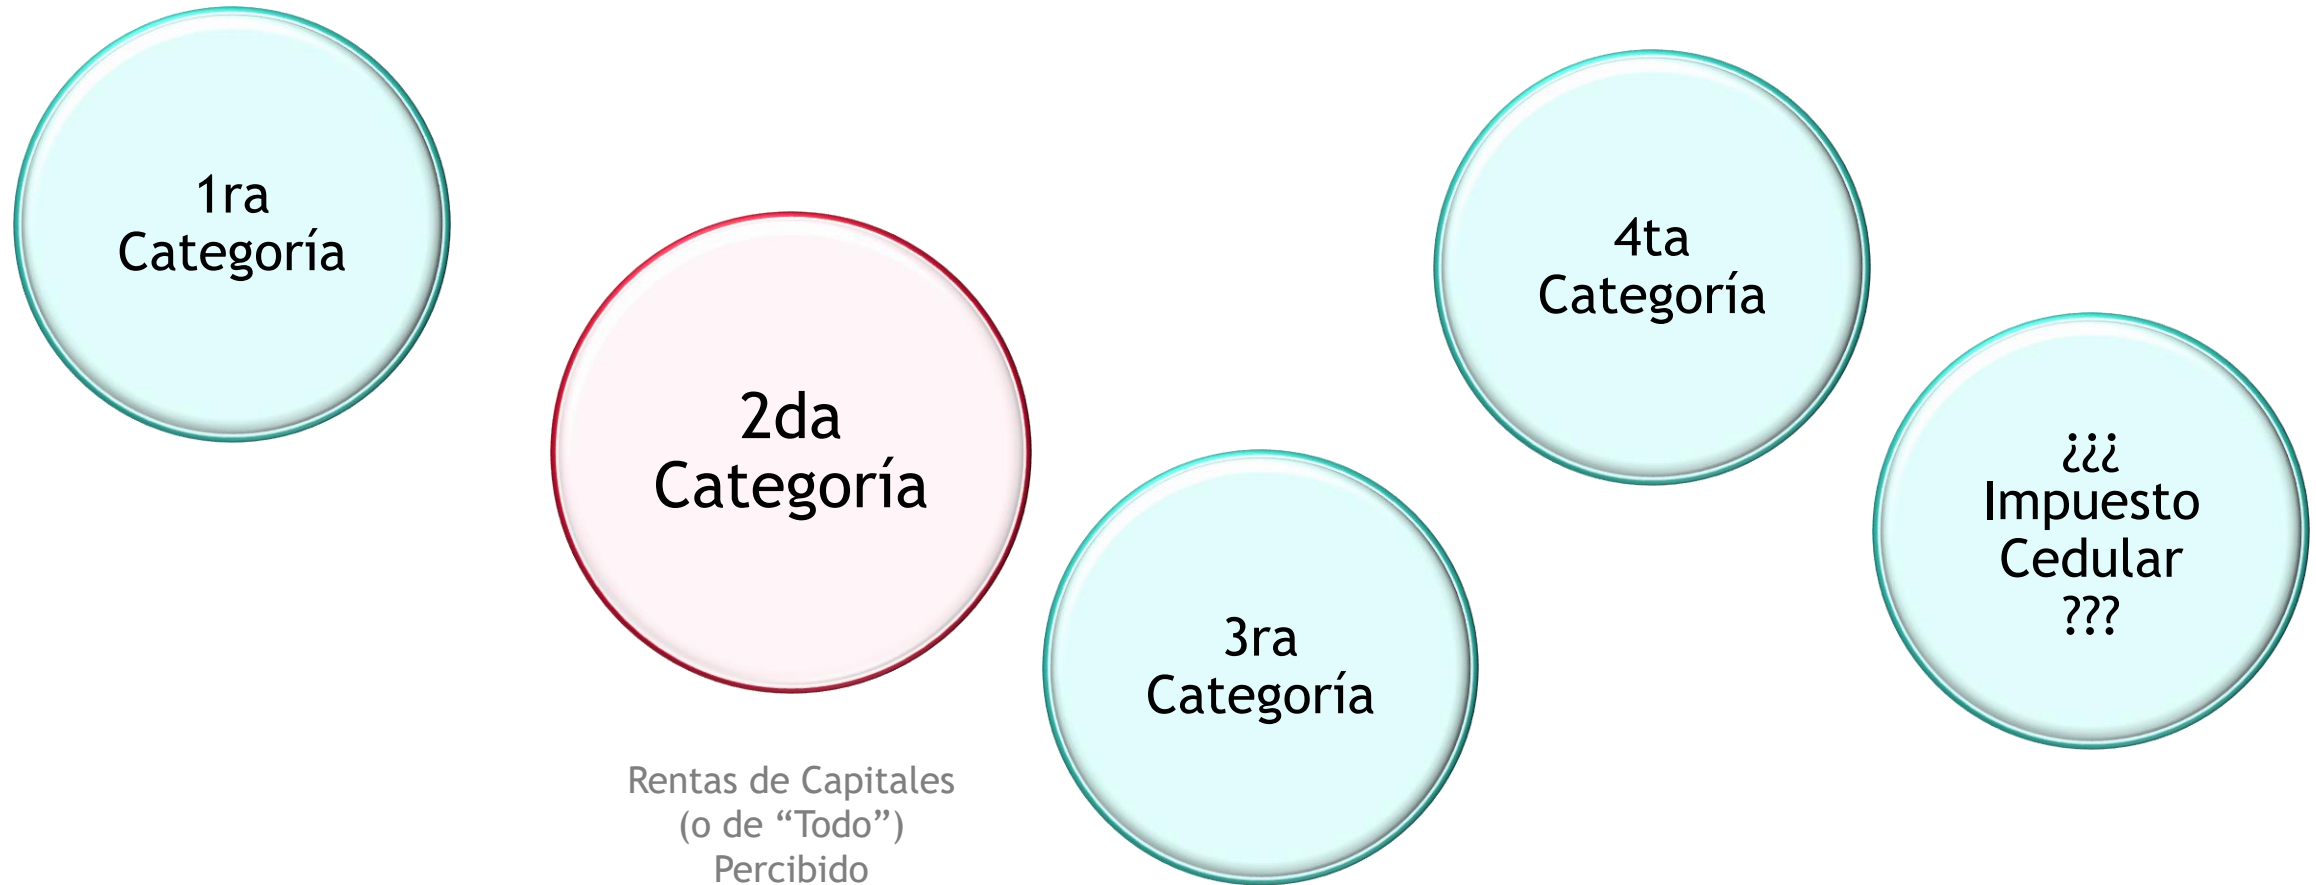 1ra
Categoría
2da
Categoría
Rentas de Capitales
(o de “Todo”)
Percibido
3ra
Categoría
4ta
Categoría
¿¿¿
Impuesto
Cedular
???